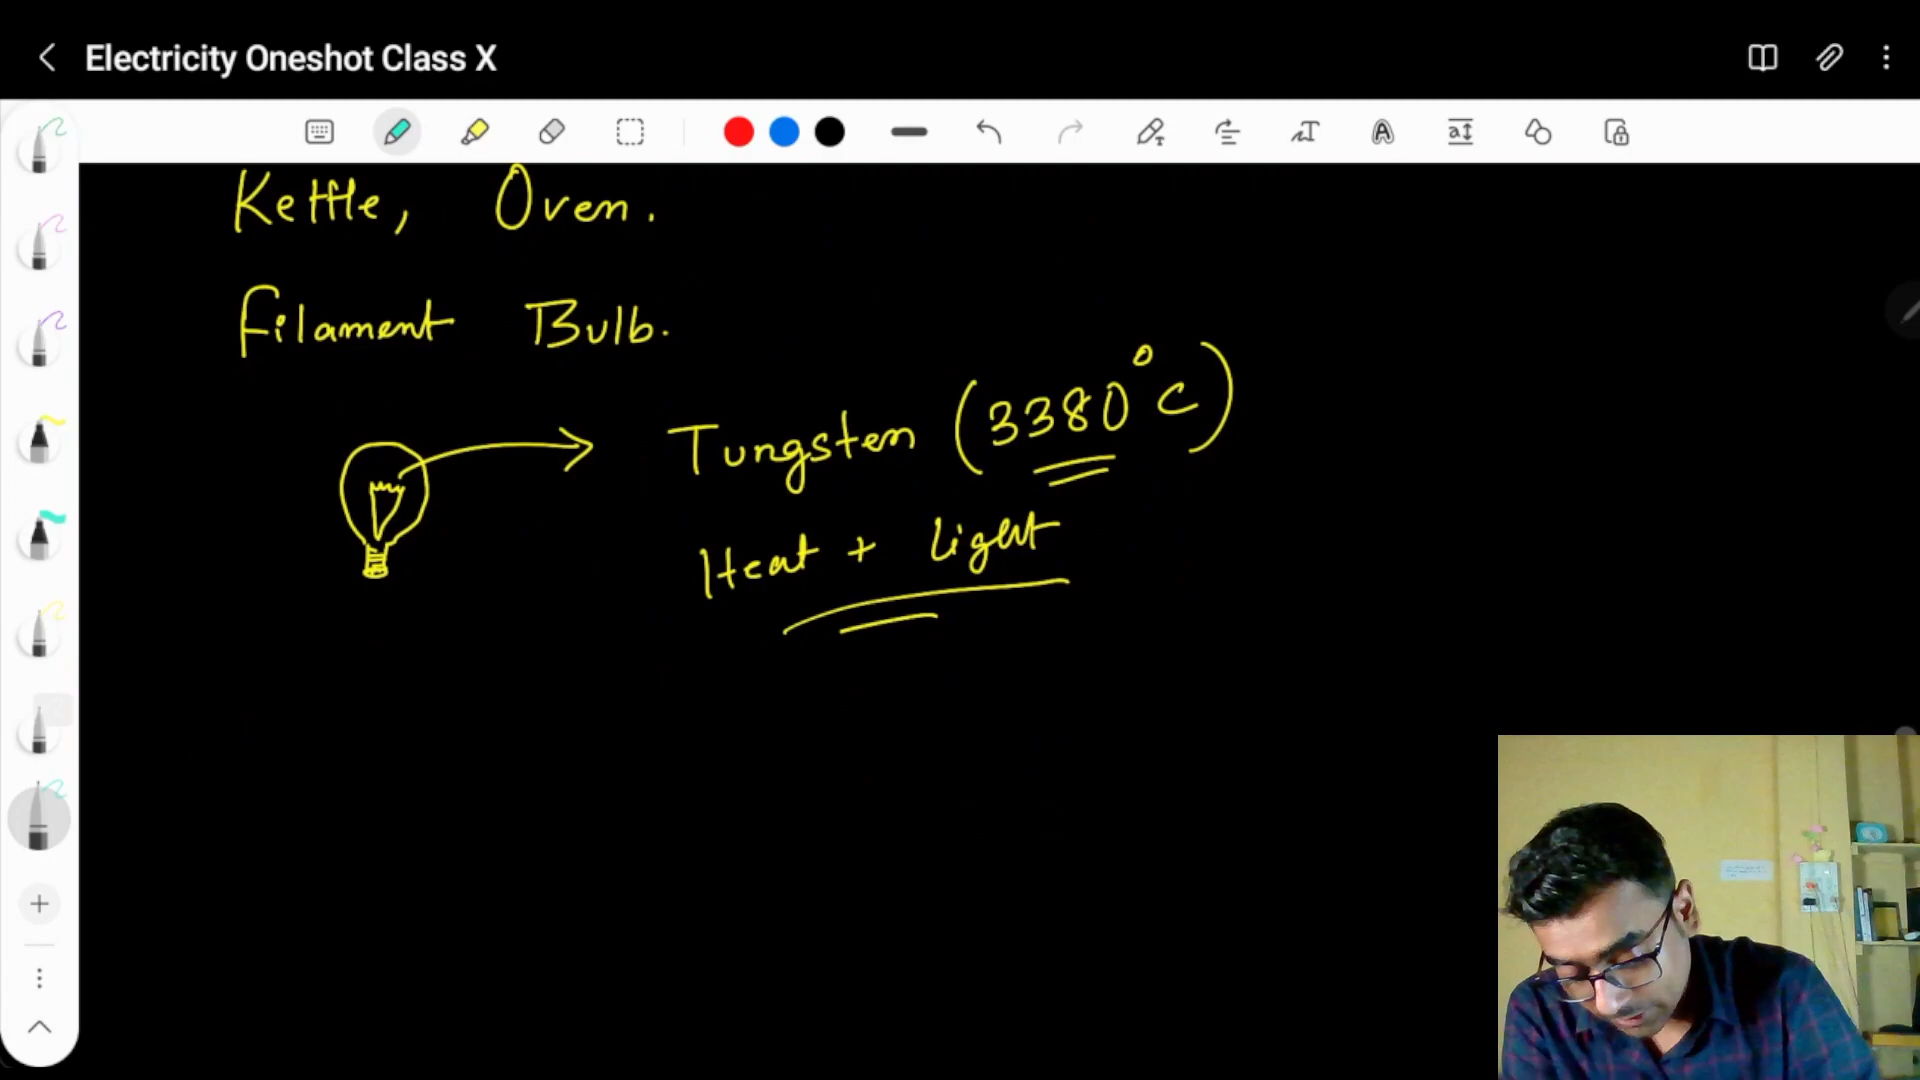 Electricity Oneshot Class X
Kettle, Oven.
Filament Bulb.
Tungsten (3380°C)
Heat + Light